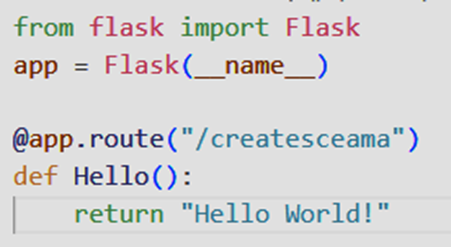 from flask import Flask
app = Flask(__name__)
@app.route("/createsceama")
def Hello():
return "Hello World!"